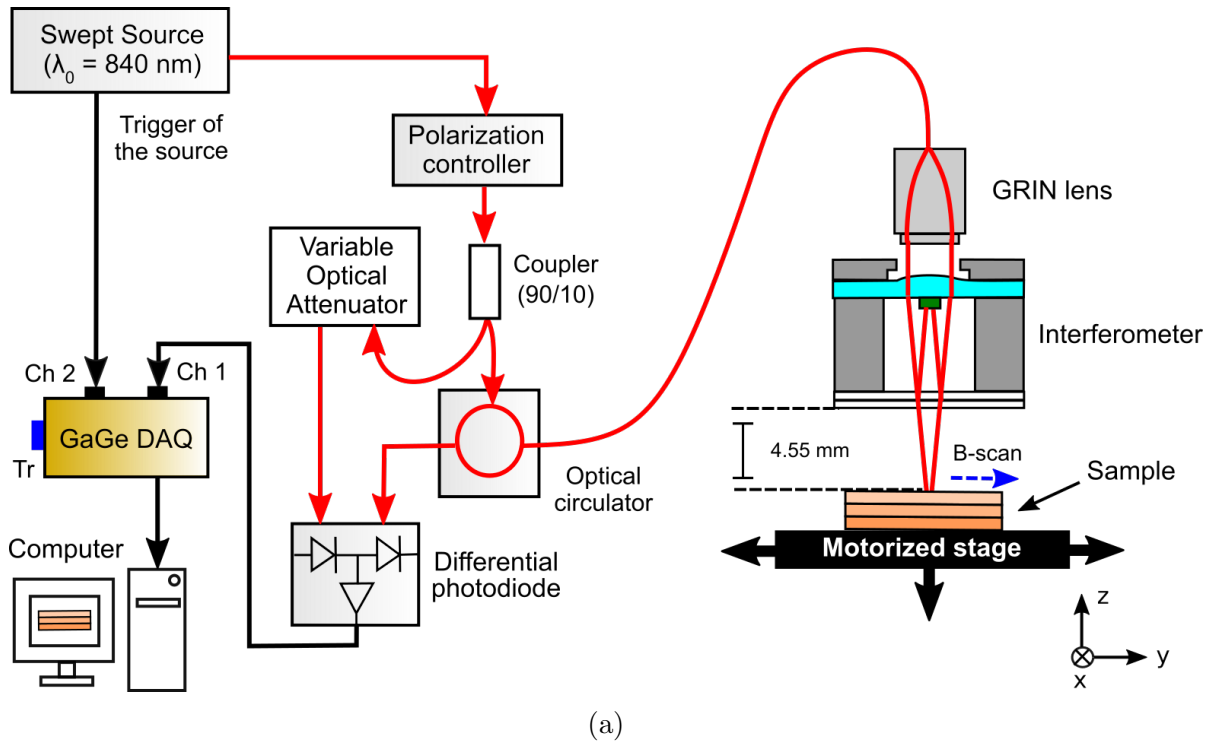 Swept Source
(λ₀ = 840 nm)
Trigger of
the source
Polarization
controller
GRIN lens
Variable
Optical
Attenuator
Coupler
(90/10)
Interferometer
Ch 2
Ch 1
GaGe DAQ
Tr
4.55 mm
B-scan
Sample
Optical
circulator
Motorized stage
Computer
Differential
photodiode
z
y
x
(a)